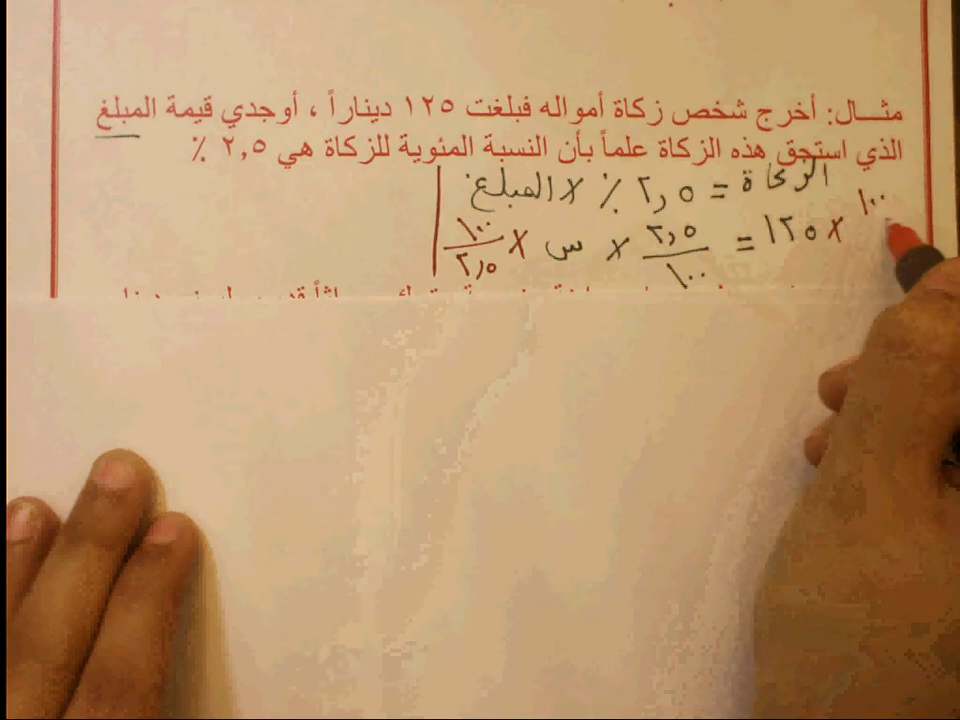 مثـــال: أخرج شخص زكاة أمواله فبلغت ١٢٥ ديناراً ، أوجدي قيمة المبلغ
الذي استحق هذه الزكاة علماً بأن النسبة المئوية للزكاة هي ٢,٥ ٪
الزكاة = ٢,٥ ٪ × المبلغ
١٠٠ × ١٢٥ = ٢,٥/١٠٠ × س × ١٠٠/٢,٥